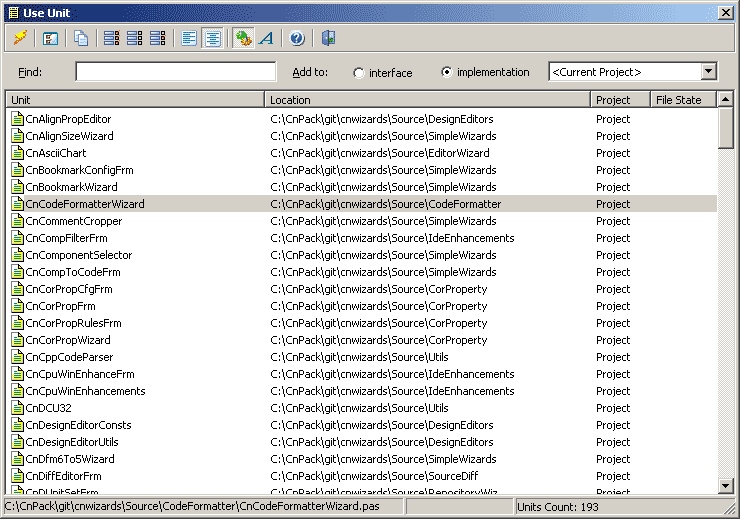 Use Unit
Find: Add to: interface implementation <Current Project>
Unit Location Project File State
CnAlignPropEditor C:\CnPack\git\cnwizards\Source\DesignEditors Project
CnAlignSizeWizard C:\CnPack\git\cnwizards\Source\SimpleWizards Project
CnAsciiChart C:\CnPack\git\cnwizards\Source\EditorWizard Project
CnBookmarkConfigFrm C:\CnPack\git\cnwizards\Source\SimpleWizards Project
CnBookmarkWizard C:\CnPack\git\cnwizards\Source\SimpleWizards Project
CnCodeFormatterWizard C:\CnPack\git\cnwizards\Source\CodeFormatter Project
CnCommentCropper C:\CnPack\git\cnwizards\Source\SimpleWizards Project
CnCompFilterFrm C:\CnPack\git\cnwizards\Source\IdeEnhancements Project
CnComponentSelector C:\CnPack\git\cnwizards\Source\SimpleWizards Project
CnCompToCodeFrm C:\CnPack\git\cnwizards\Source\SimpleWizards Project
CnCorPropCfgFrm C:\CnPack\git\cnwizards\Source\CorProperty Project
CnCorPropFrm C:\CnPack\git\cnwizards\Source\CorProperty Project
CnCorPropRulesFrm C:\CnPack\git\cnwizards\Source\CorProperty Project
CnCorPropWizard C:\CnPack\git\cnwizards\Source\CorProperty Project
CnCppCodeParser C:\CnPack\git\cnwizards\Source\Utils Project
CnCpuWinEnhanceFrm C:\CnPack\git\cnwizards\Source\IdeEnhancements Project
CnCpuWinEnhancements C:\CnPack\git\cnwizards\Source\IdeEnhancements Project
CnDCU32 C:\CnPack\git\cnwizards\Source\Utils Project
CnDesignEditorConsts C:\CnPack\git\cnwizards\Source\DesignEditors Project
CnDesignEditorUtils C:\CnPack\git\cnwizards\Source\DesignEditors Project
CnDfm6To5Wizard C:\CnPack\git\cnwizards\Source\SimpleWizards Project
CnDiffEditorFrm C:\CnPack\git\cnwizards\Source\SourceDiff Project
CnDUnitSetFrm C:\CnPack\git\cnwizards\Source\RepositoryWiz Project
C:\CnPack\git\cnwizards\Source\CodeFormatter\CnCodeFormatterWizard.pas Units Count: 193